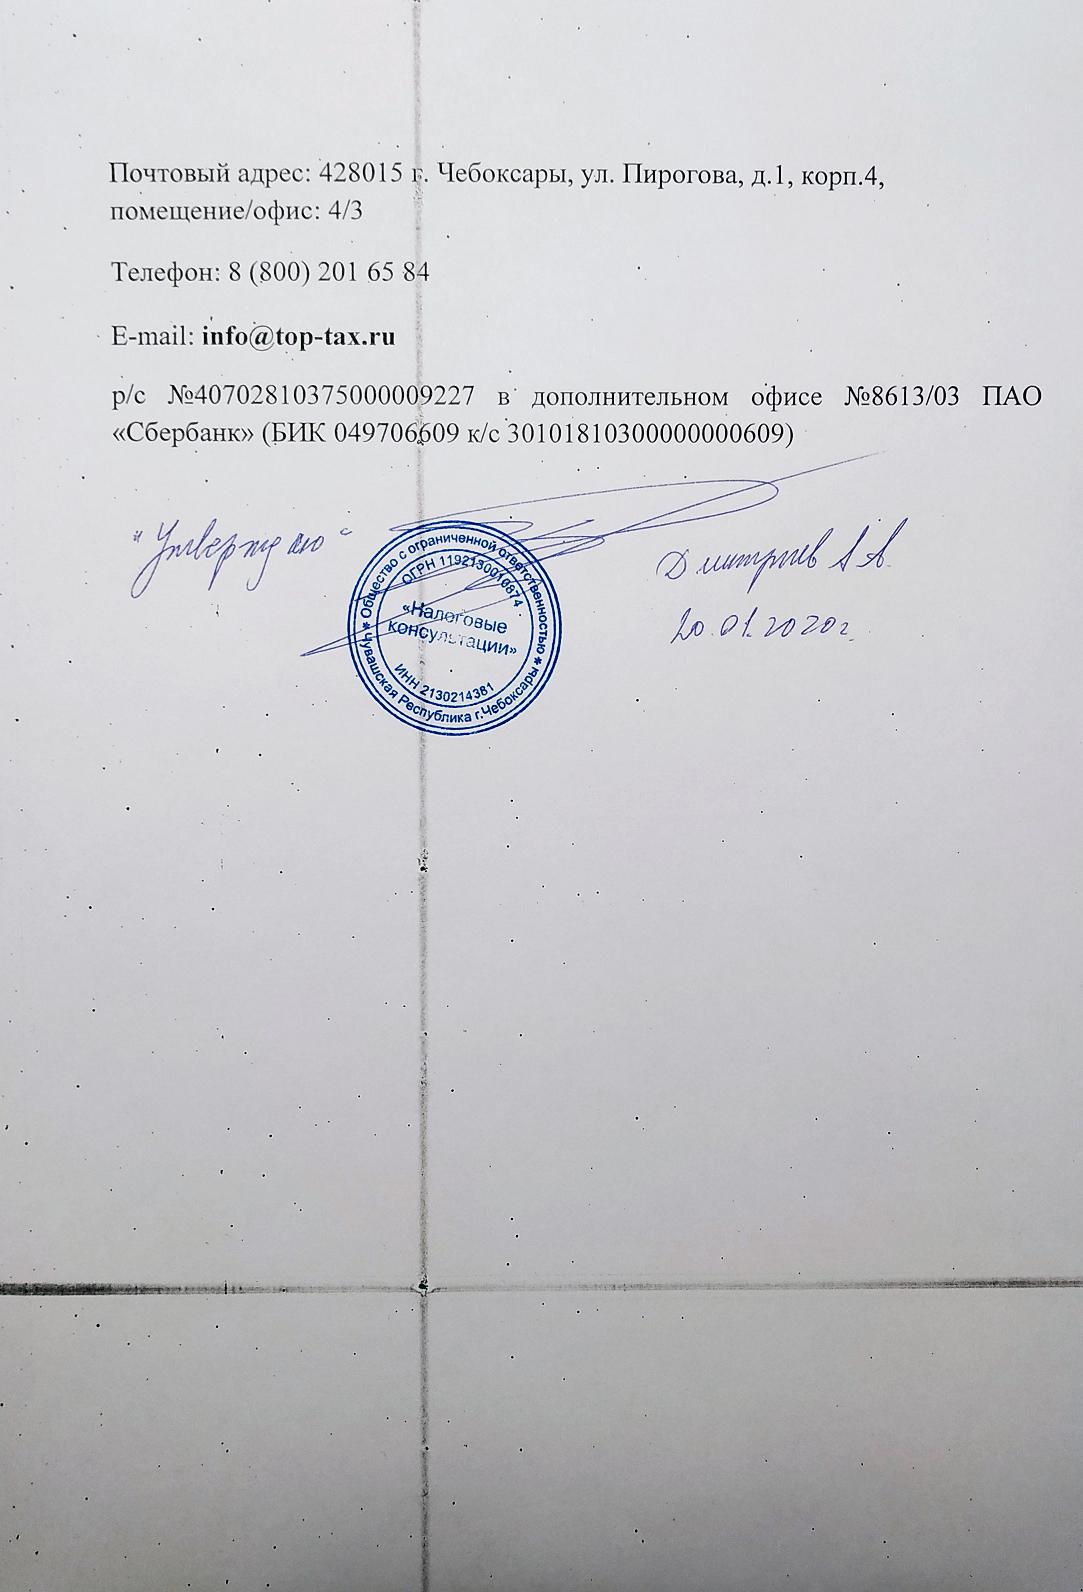 Почтовый адрес: 428015 г. Чебоксары, ул. Пирогова, д.1, корп.4,
помещение/офис: 4/3
Телефон: 8 (800) 201 65 84
E-mail: info@top-tax.ru
р/с №40702810375000009227 в дополнительном офисе №8613/03 ПАО
«Сбербанк» (БИК 049706609 к/с 30101810300000000609)
"Утверждаю"
Общество с ограниченной ответственностью
ОГРН 1192130010874
«Налоговые
консультации»
ИНН 2130214381
Чувашская Республика г.Чебоксары
Дмитриев А.А.
20.01.2020г.